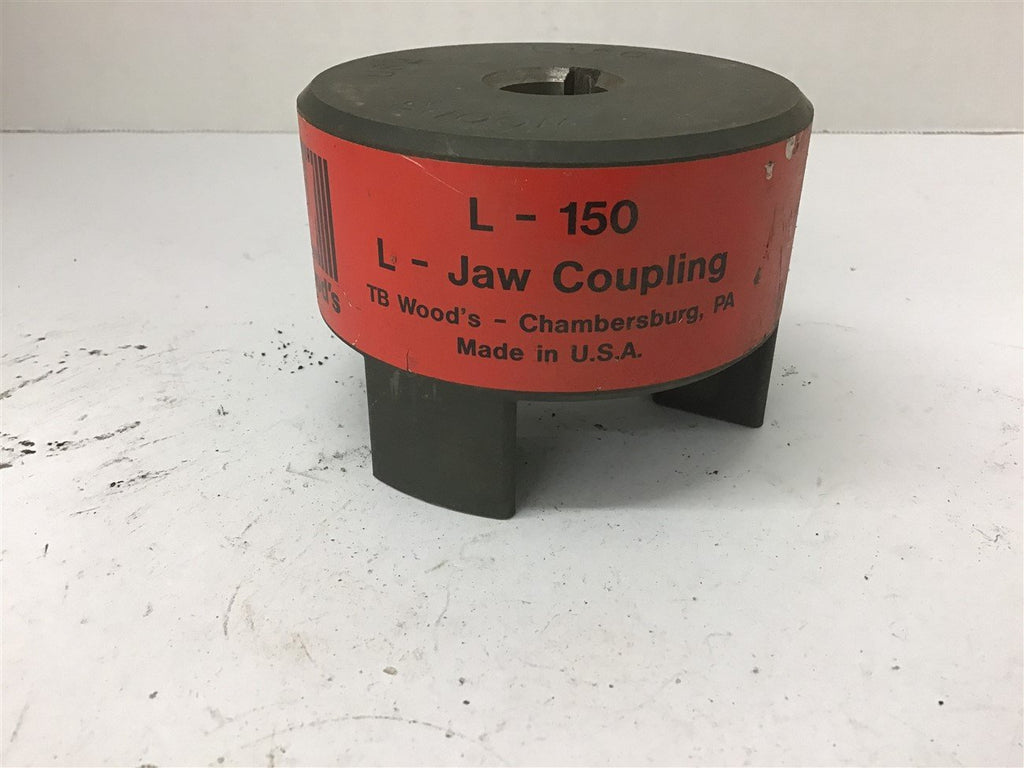 L - 150
L - Jaw Coupling
TB Wood's - Chambersburg, PA
Made in U.S.A.